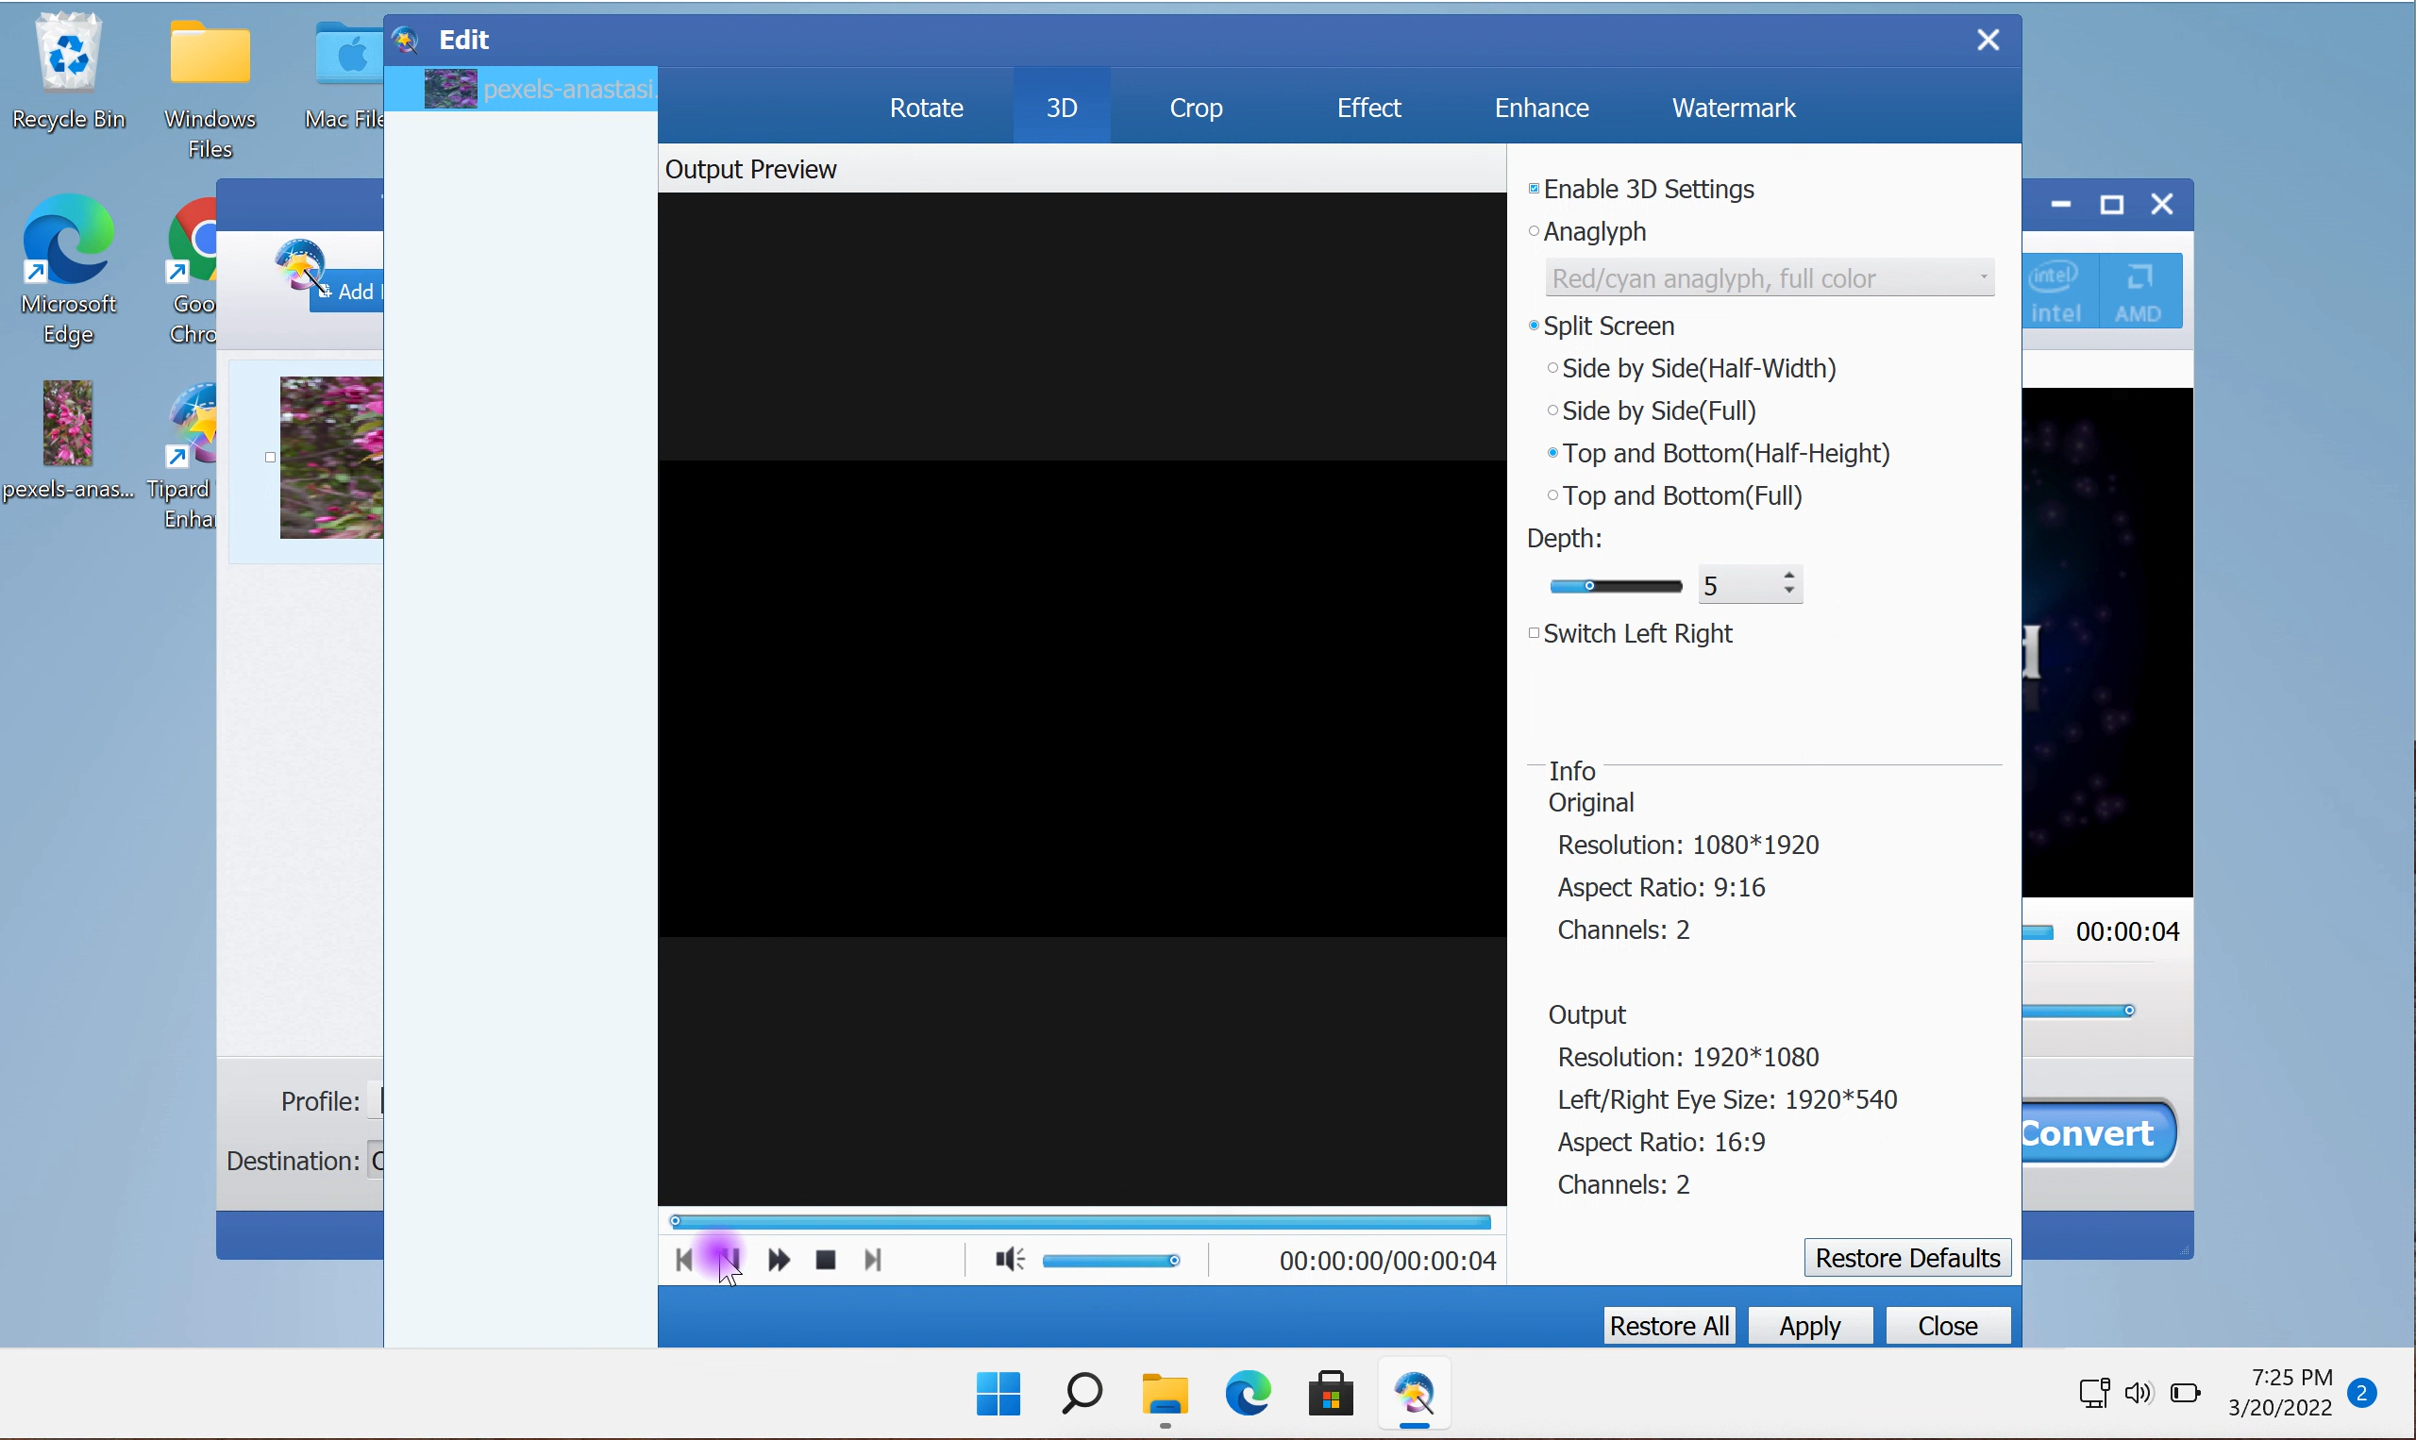 Recycle Bin
Windows
Files
Mac File
Microsoft
Edge
Goo
Chro
pexels-anas...
Tipard
Enha
Edit
pexels-anastasi.
Rotate
3D
Crop
Effect
Enhance
Watermark
Output Preview
Enable 3D Settings
Anaglyph
Red/cyan anaglyph, full color
Split Screen
Side by Side(Half-Width)
Side by Side(Full)
Top and Bottom(Half-Height)
Top and Bottom(Full)
Depth:
5
Switch Left Right
Info
Original
Resolution: 1080*1920
Aspect Ratio: 9:16
Channels: 2
Output
Resolution: 1920*1080
Left/Right Eye Size: 1920*540
Aspect Ratio: 16:9
Channels: 2
Restore Defaults
00:00:00/00:00:04
Restore All
Apply
Close
Add
Profile:
Destination:
intel
intel
AMD
d
00:00:04
Convert
7:25 PM
3/20/2022
2